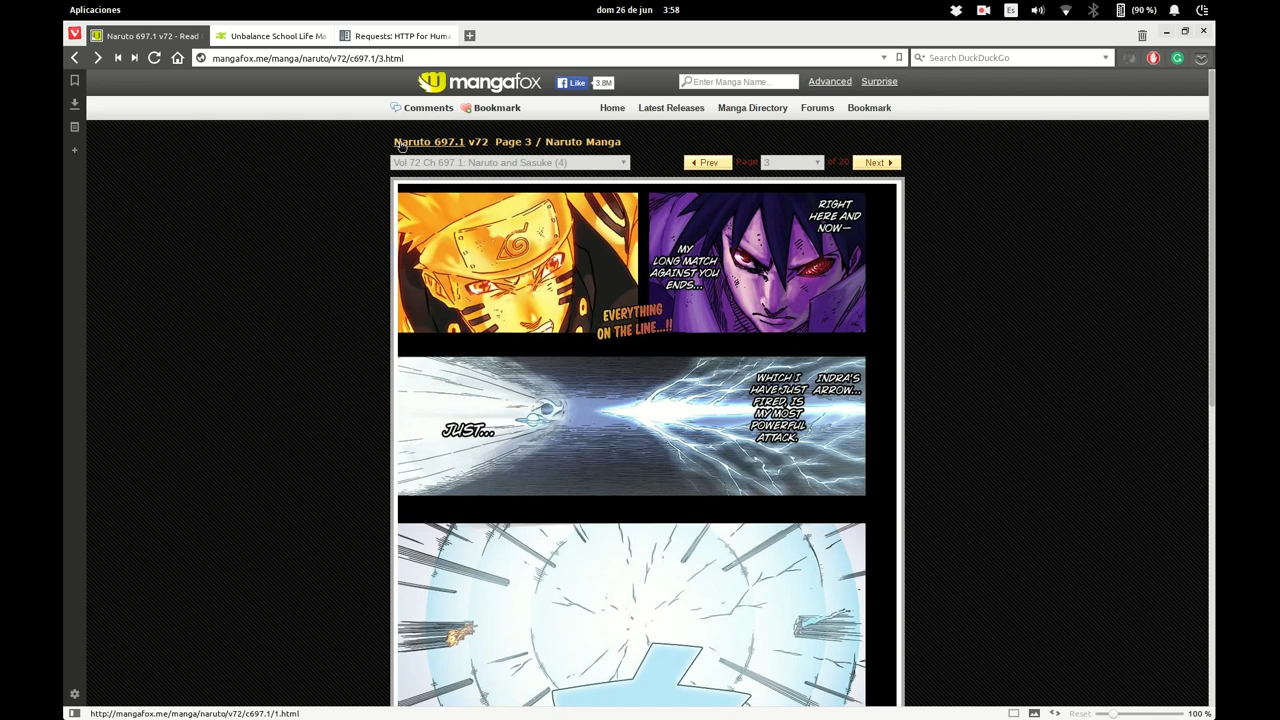 Aplicaciones
dom 26 de jun
3:58
Es
(90 %)
Naruto 697.1 v72 - Read
Unbalance School Life Ma
Requests: HTTP for Huma
mangafox.me/manga/naruto/v72/c697.1/3.html
Search DuckDuckGo
mangafox
Like
3.8M
Enter Manga Name...
Advanced
Surprise
Comments
Bookmark
Home
Latest Releases
Manga Directory
Forums
Bookmark
Naruto 697.1 v72 Page 3 / Naruto Manga
Vol 72 Ch 697.1: Naruto and Sasuke (4)
Prev
Page
3
of 20
Next
RIGHT
HERE AND
NOW—
MY
LONG MATCH
AGAINST YOU
ENDS...
EVERYTHING
ON THE LINE...!!
INDRA'S
ARROW...
WHICH I
HAVE JUST
FIRED, IS
MY MOST
POWERFUL
ATTACK.
JUST...
http://mangafox.me/manga/naruto/v72/c697.1/1.html
Reset
100 %